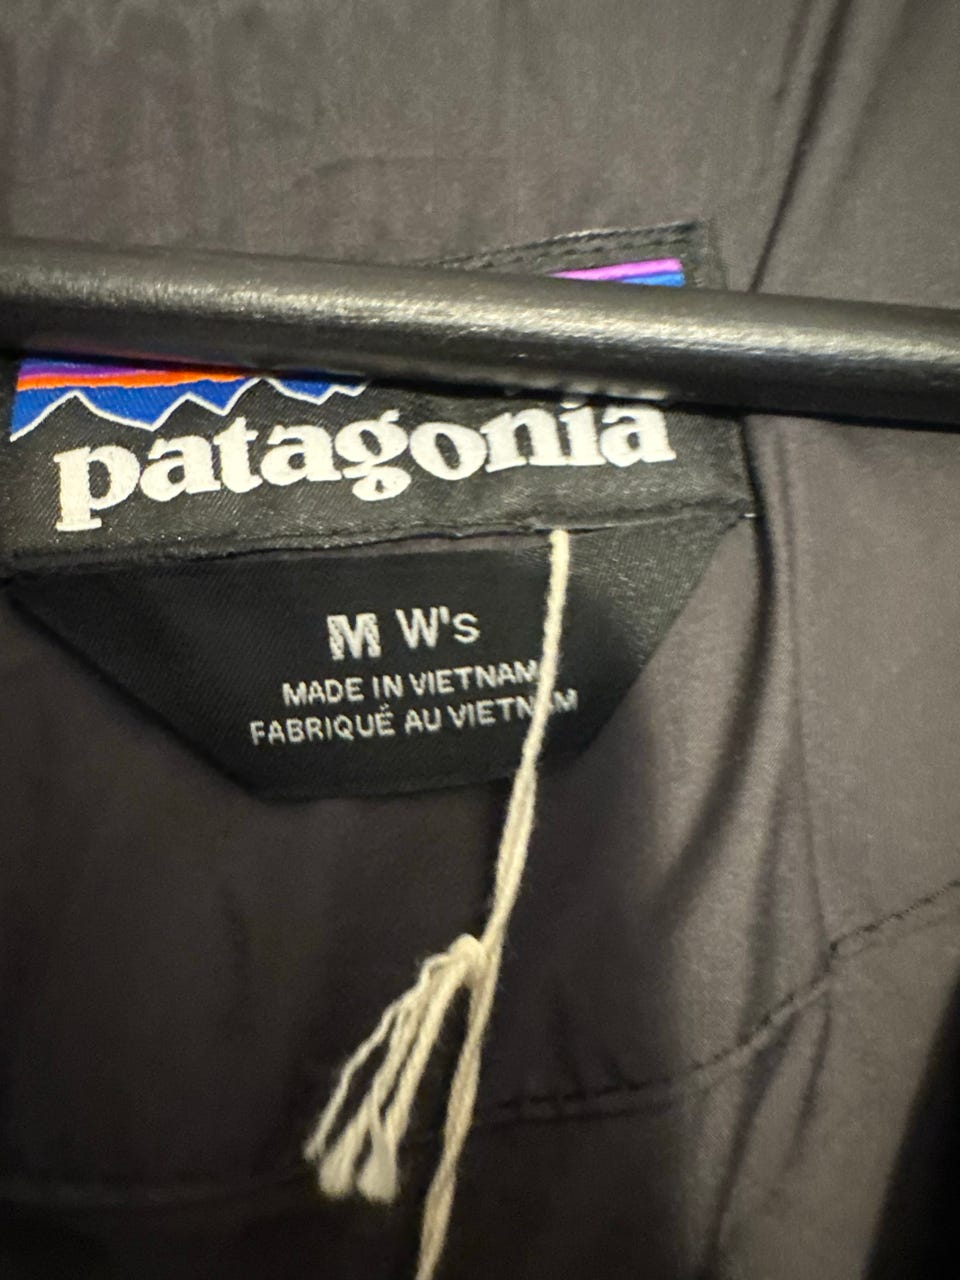 patagonia
M W's
MADE IN VIETNAM
FABRIQUÉ AU VIETNAM